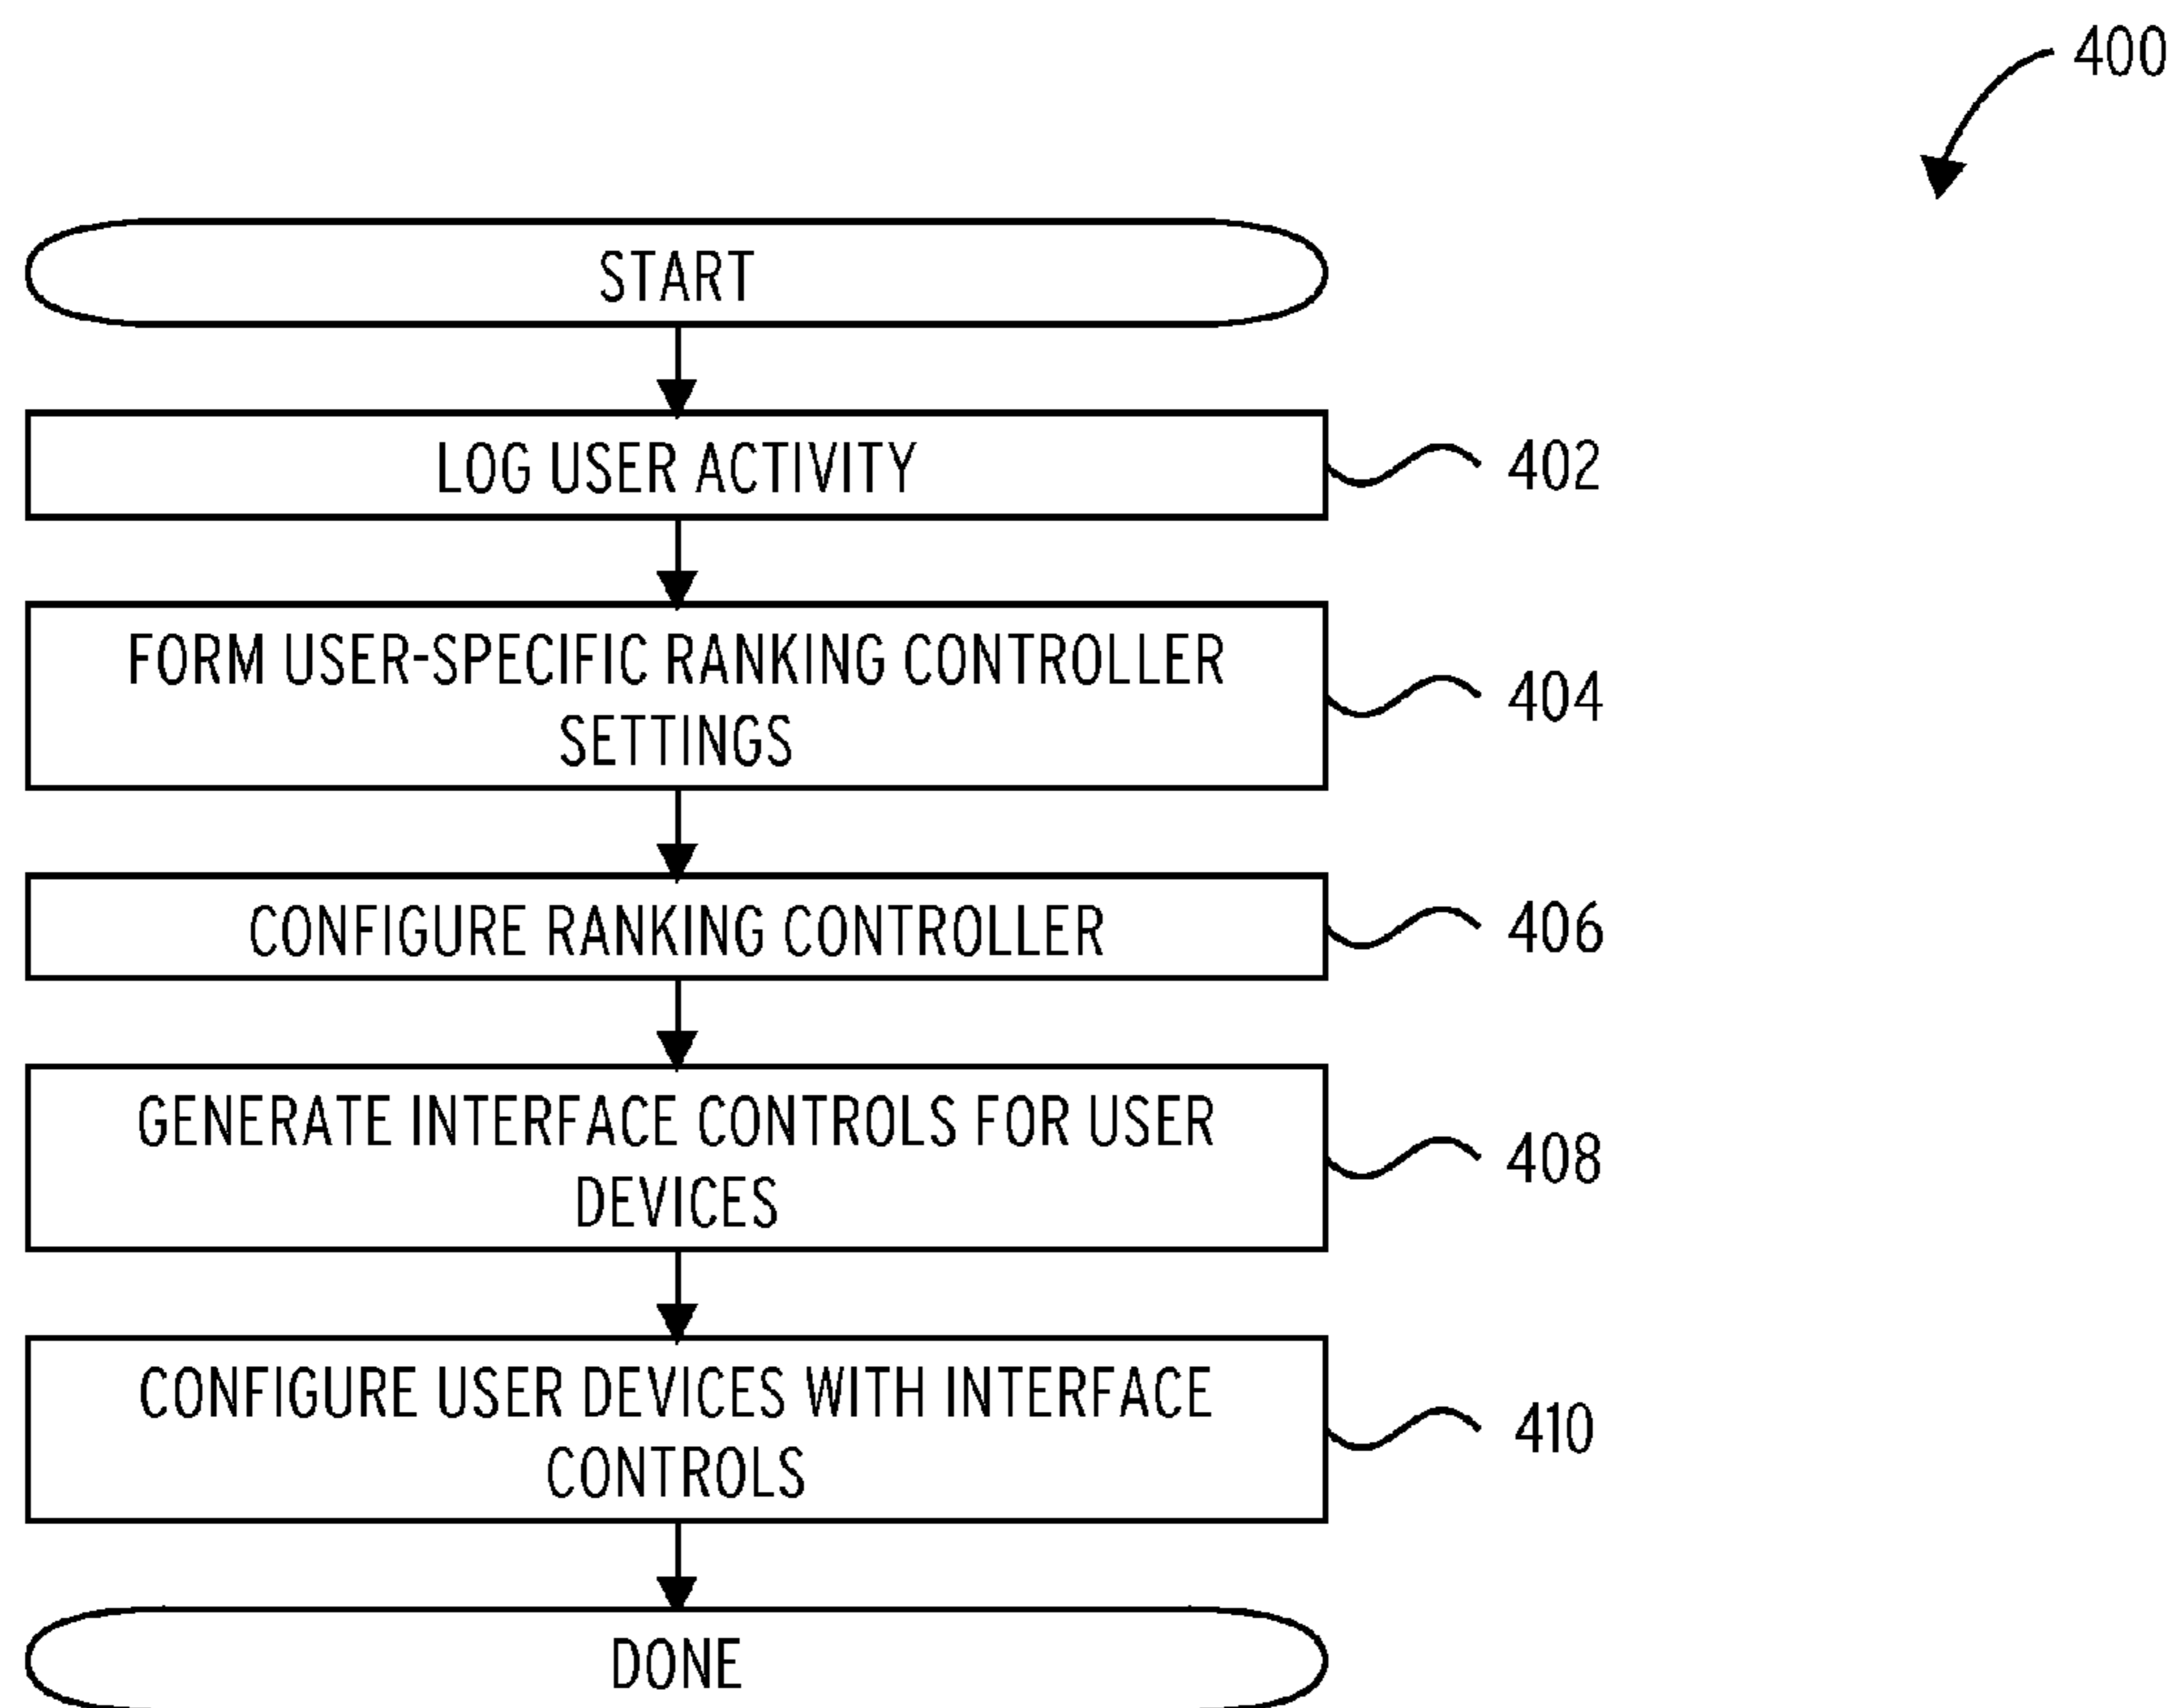 400
START
LOG USER ACTIVITY
402
FORM USER-SPECIFIC RANKING CONTROLLER
SETTINGS
404
CONFIGURE RANKING CONTROLLER
406
GENERATE INTERFACE CONTROLS FOR USER
DEVICES
408
CONFIGURE USER DEVICES WITH INTERFACE
CONTROLS
410
DONE